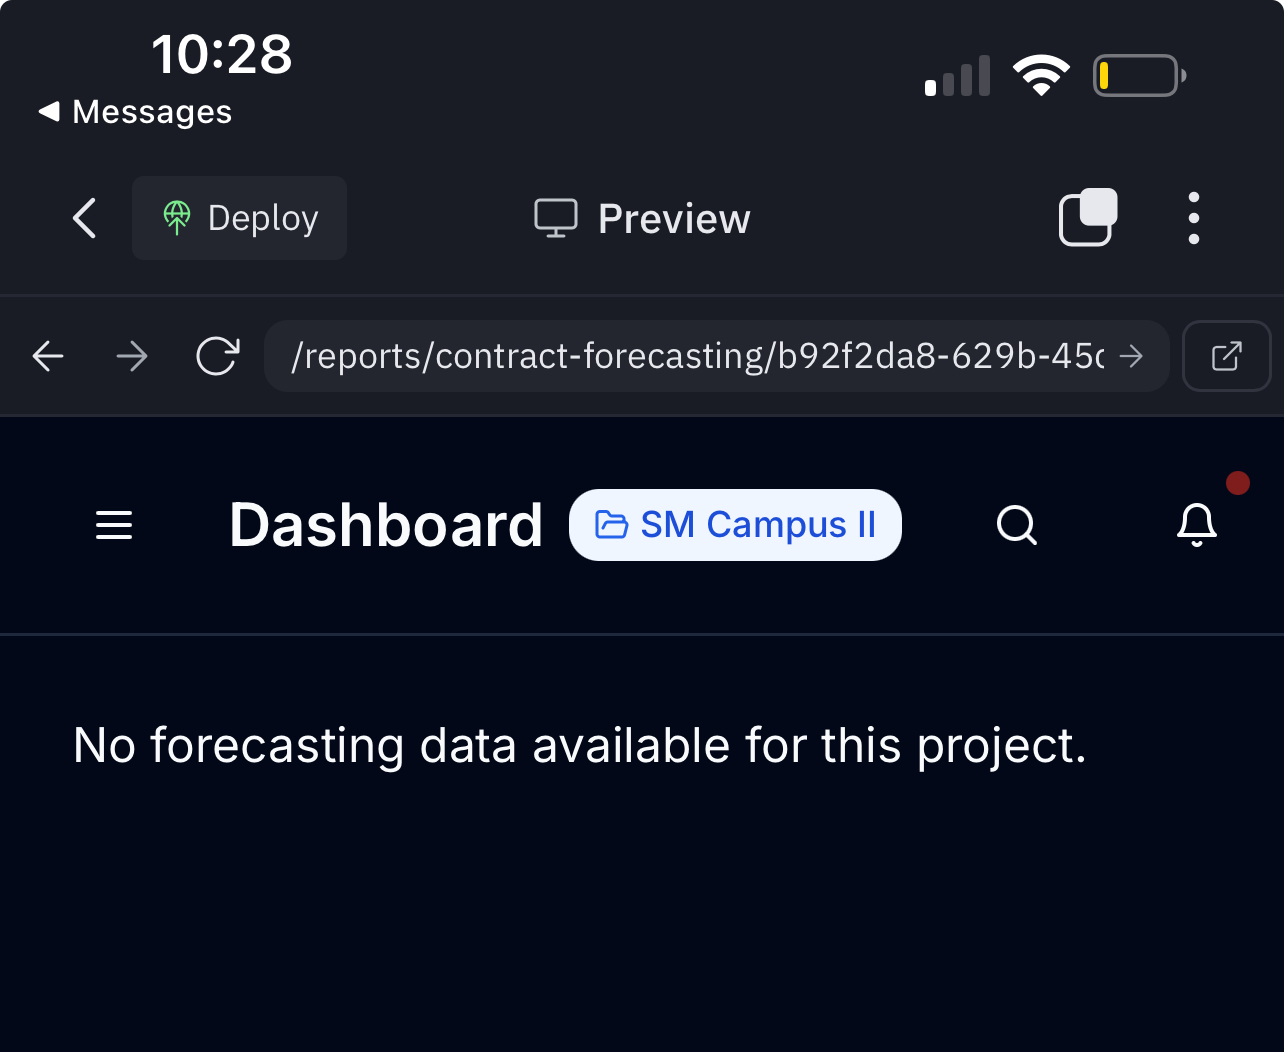 10:28
Messages
Deploy
Preview
/reports/contract-forecasting/b92f2da8-629b-45
Dashboard
SM Campus II
No forecasting data available for this project.